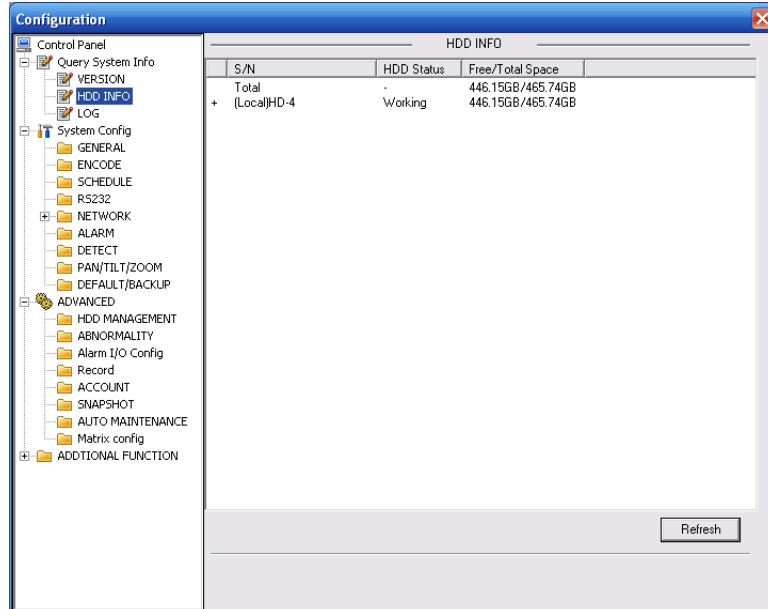 Configuration
Control Panel
Query System Info
VERSION
HDD INFO
LOG
System Config
GENERAL
ENCODE
SCHEDULE
RS232
NETWORK
ALARM
DETECT
PAN/TILT/ZOOM
DEFAULT/BACKUP
ADVANCED
HDD MANAGEMENT
ABNORMALITY
Alarm I/O Config
Record
ACCOUNT
SNAPSHOT
AUTO MAINTENANCE
Matrix config
ADDTIONAL FUNCTION
HDD INFO
S/N HDD Status Free/Total Space
Total - 446.15GB/465.74GB
+ (Local)HD-4 Working 446.15GB/465.74GB
Refresh